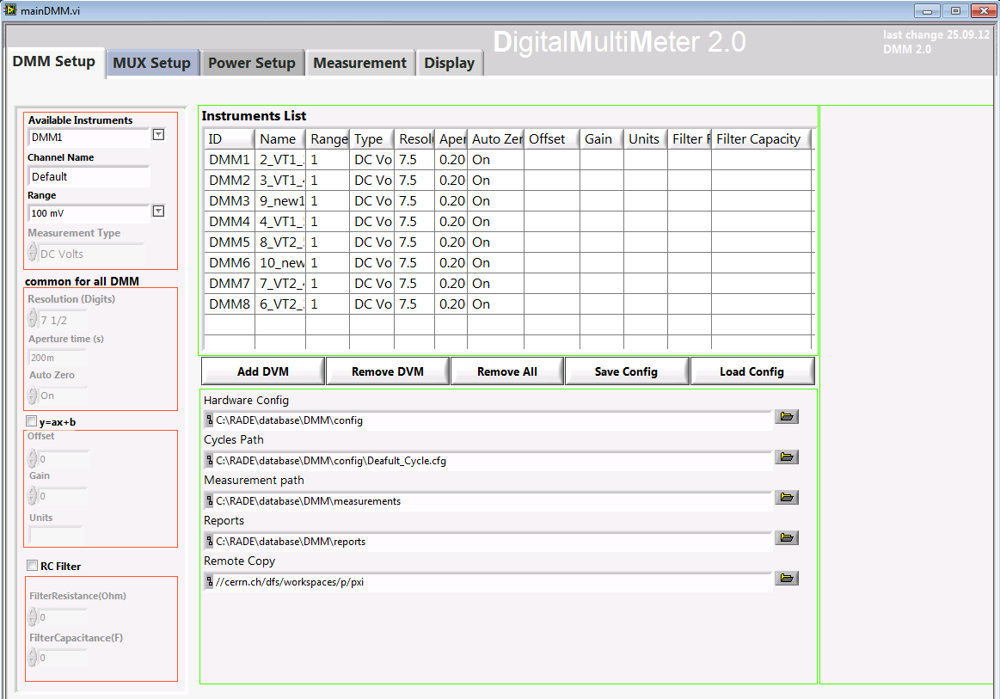 mainDMM.vi
DigitalMultiMeter 2.0
last change 25.09.12
DMM 2.0
DMM Setup MUX Setup Power Setup Measurement Display
Available Instruments
DMM1
Channel Name
Default
Range
100 mV
Measurement Type
DC Volts
common for all DMM
Resolution (Digits)
7 1/2
Aperture time (s)
200m
Auto Zero
On
y=ax+b
Offset
0
Gain
0
Units
RC Filter
FilterResistance(Ohm)
0
FilterCapacitance(F)
0
Instruments List
ID Name Range Type Resolu Aper Auto Zer Offset Gain Units Filter F Filter Capacity
DMM1 2_VT1_ 1 DC Vo 7.5 0.20 On
DMM2 3_VT1_ 1 DC Vo 7.5 0.20 On
DMM3 9_new1 1 DC Vo 7.5 0.20 On
DMM4 4_VT1_ 1 DC Vo 7.5 0.20 On
DMM5 8_VT2_ 1 DC Vo 7.5 0.20 On
DMM6 10_new 1 DC Vo 7.5 0.20 On
DMM7 7_VT2_ 1 DC Vo 7.5 0.20 On
DMM8 6_VT2_ 1 DC Vo 7.5 0.20 On
Add DVM Remove DVM Remove All Save Config Load Config
Hardware Config
C:\RADE\database\DMM\config
Cycles Path
C:\RADE\database\DMM\config\Deafult_Cycle.cfg
Measurement path
C:\RADE\database\DMM\measurements
Reports
C:\RADE\database\DMM\reports
Remote Copy
//cerrn.ch/dfs/workspaces/p/pxi